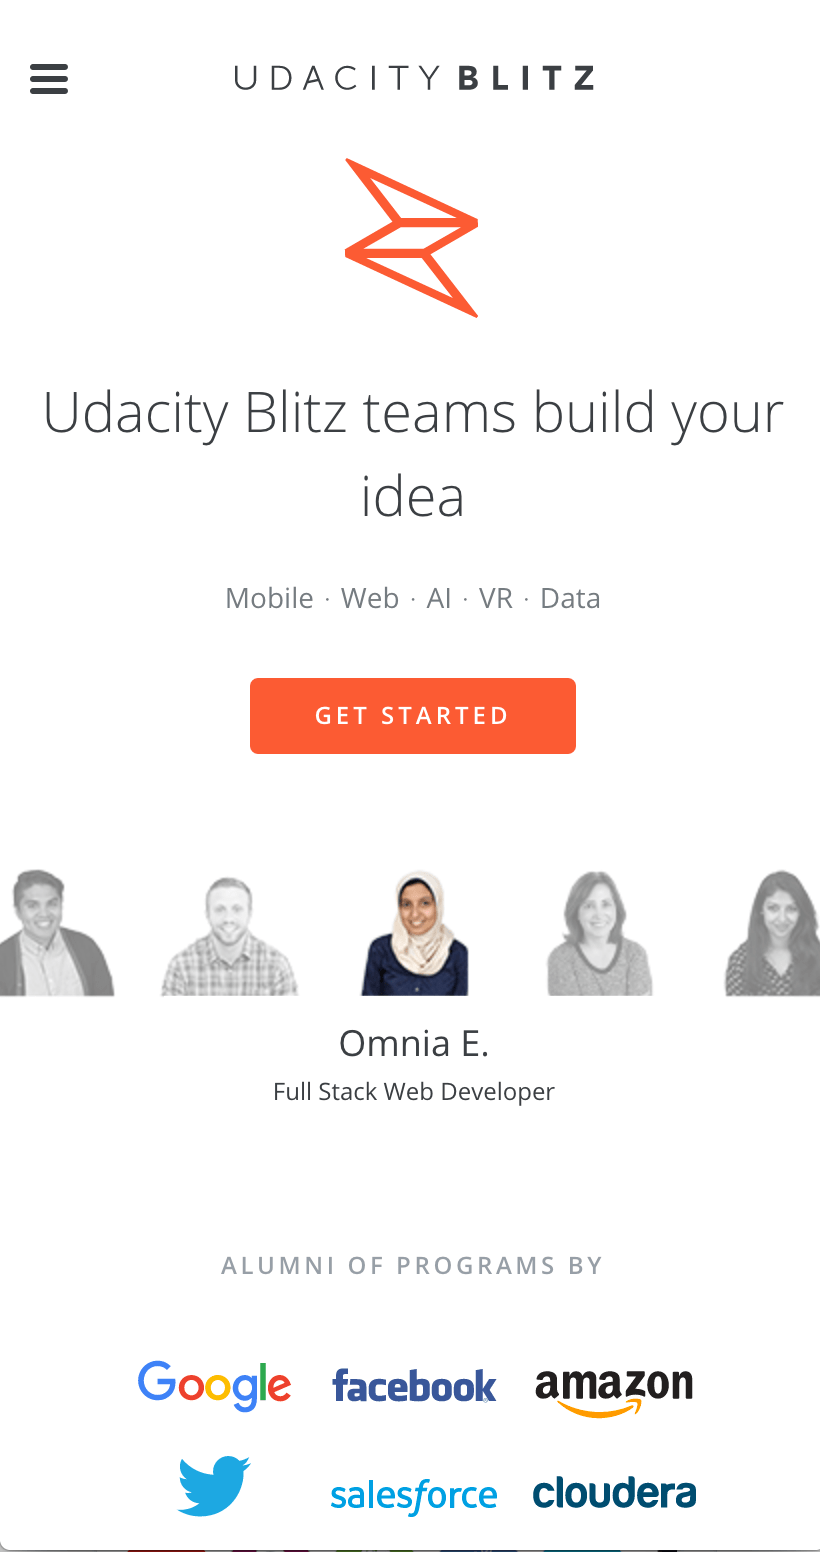 UDACITY BLITZ
Udacity Blitz teams build your
idea
Mobile · Web · AI · VR · Data
GET STARTED
Omnia E.
Full Stack Web Developer
ALUMNI OF PROGRAMS BY
Google facebook amazon
salesforce cloudera